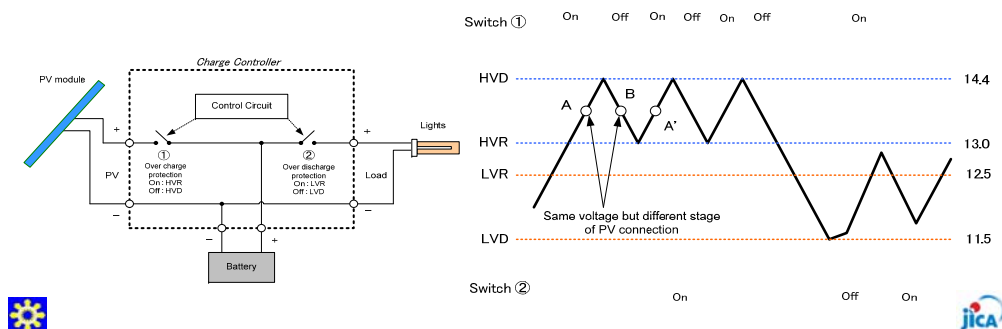 Charge Controller
PV module
Control Circuit
Lights
+
+
①
②
Over charge
protection
On : HVR
Off : HVD
Over discharge
protection
On : LVR
Off : LVD
PV
Load
−
−
−
+
Battery
Switch ①
On Off On Off On Off On
HVD
14.4
A
B
A'
HVR
13.0
LVR
12.5
Same voltage but different stage
of PV connection
LVD
11.5
Switch ②
On Off On
jICA